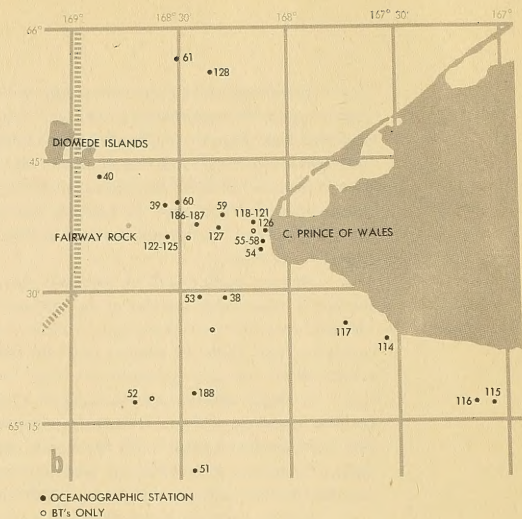 169° 168° 30' 168° 167° 30' 167°
66°
61
128
DIOMEDE ISLANDS
45
40
39 60 59 118-121
186-187 126
FAIRWAY ROCK 127 C. PRINCE OF WALES
122-125 55-58
54
30
53 38
117
114
52 188 116 115
65° 15
51
b
● OCEANOGRAPHIC STATION
○ BT's ONLY